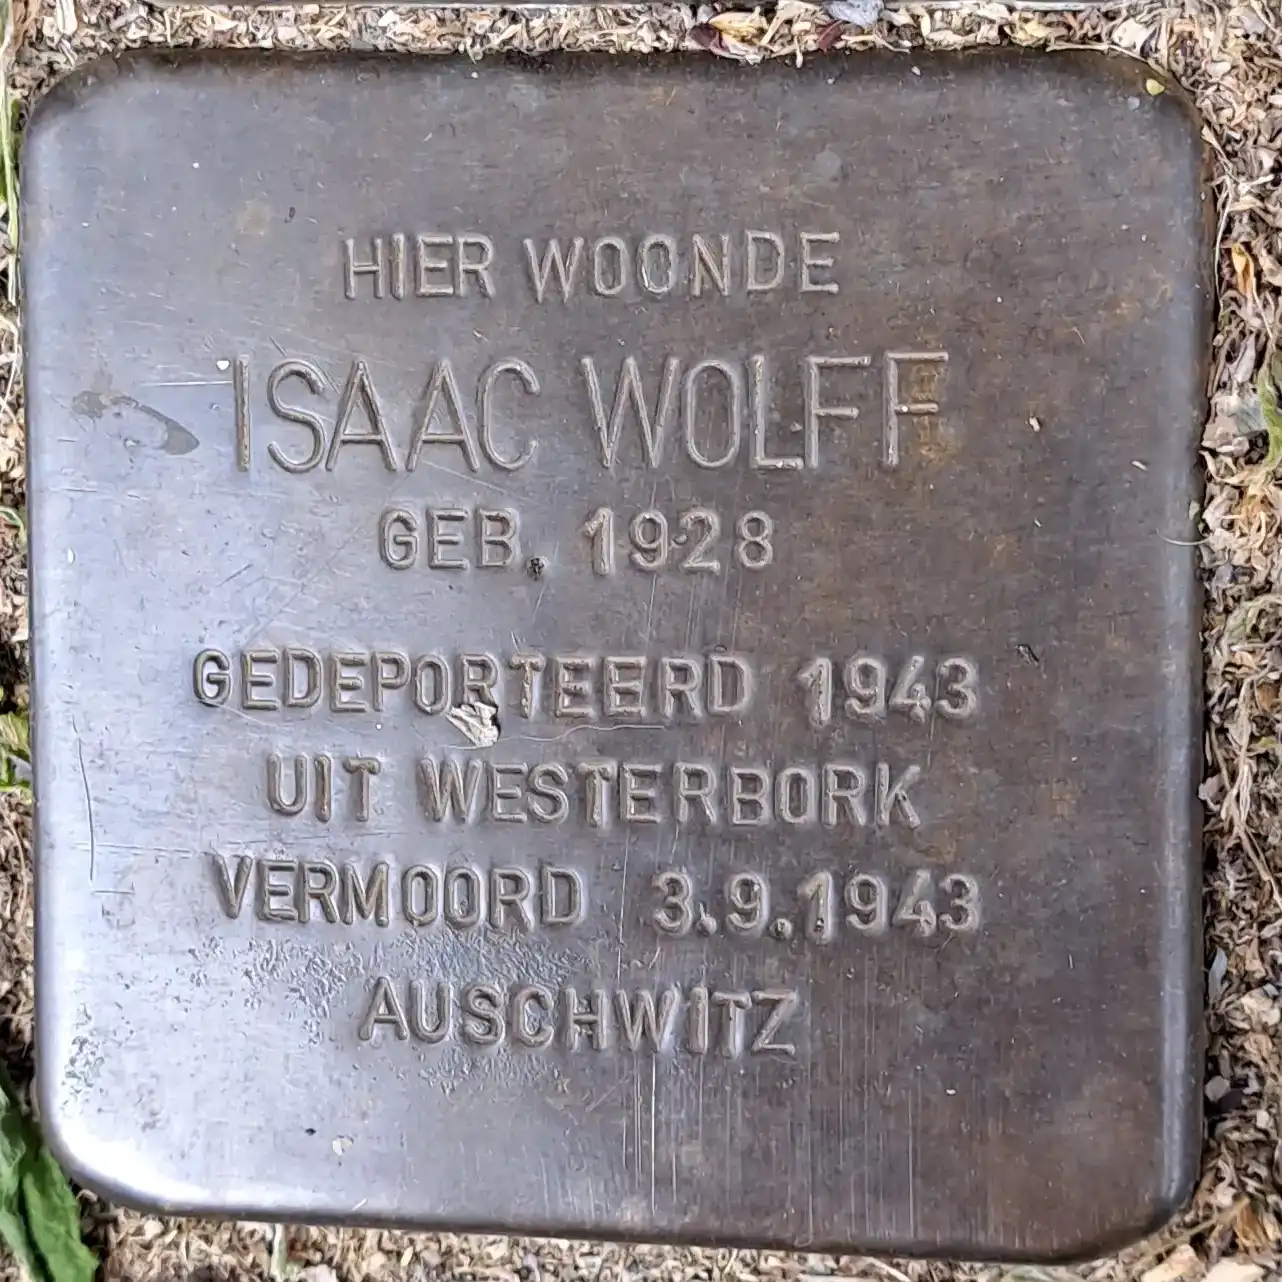 HIER WOONDE
ISAAC WOLFF
GEB. 1928
GEDEPORTEERD 1943
UIT WESTERBORK
VERMOORD 3.9.1943
AUSCHWITZ